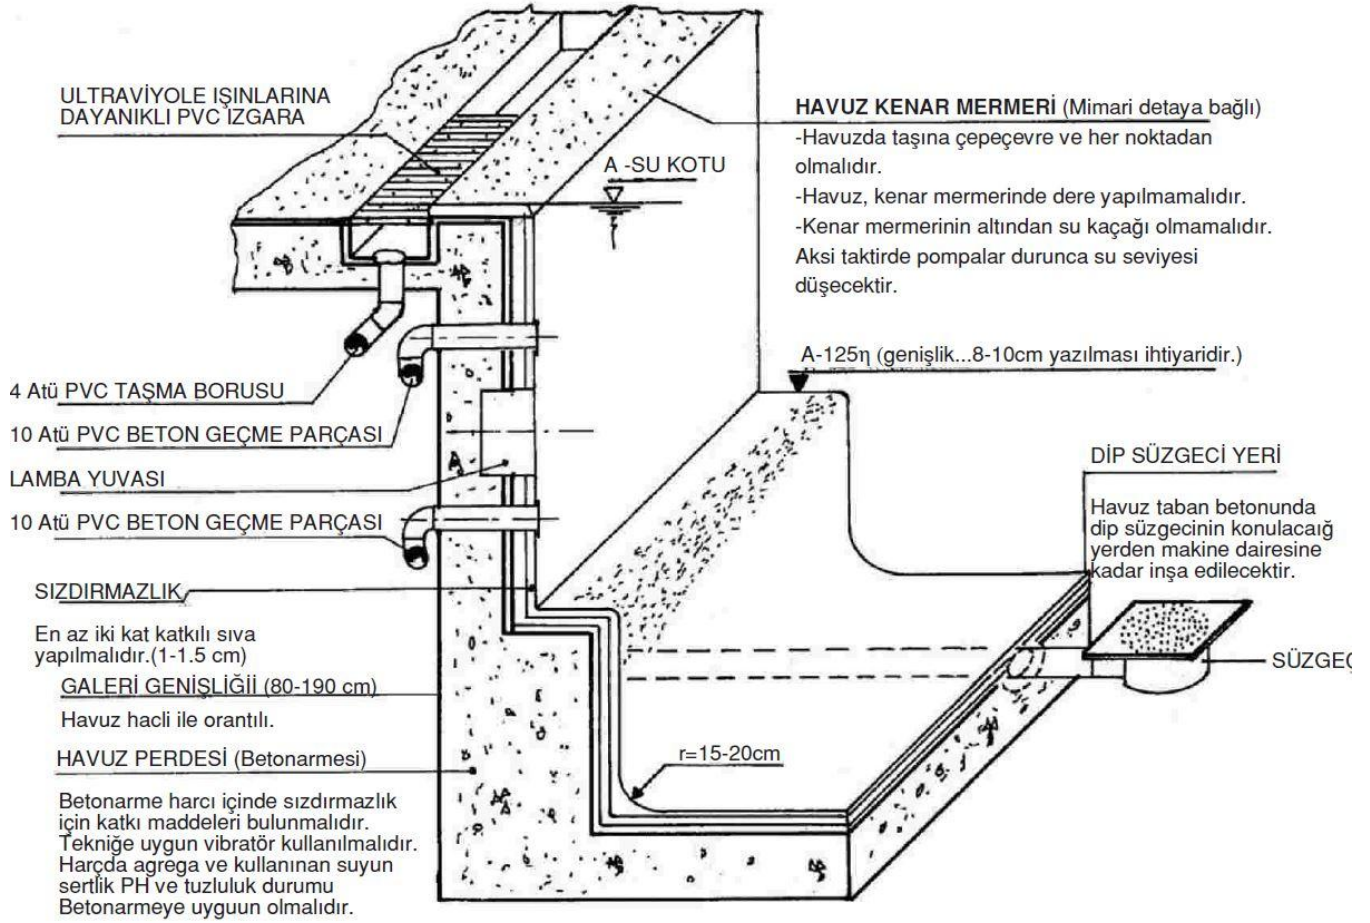 ULTRAVİYOLE IŞINLARINA
DAYANIKLI PVC IZGARA
HAVUZ KENAR MERMERİ (Mimari detaya bağlı)
-Havuzda taşına çepeçevre ve her noktadan
olmalıdır.
-Havuz, kenar mermerinde dere yapılmamalıdır.
-Kenar mermerinin altından su kaçağı olmamalıdır.
Aksi taktirde pompalar durunca su seviyesi
düşecektir.
A -SU KOTU
A-125η (genişlik...8-10cm yazılması ihtiyaridir.)
4 Atü PVC TAŞMA BORUSU
10 Atü PVC BETON GEÇME PARÇASI
LAMBA YUVASI
10 Atü PVC BETON GEÇME PARÇASI
DİP SÜZGECİ YERİ
Havuz taban betonunda
dip süzgecinin konulacağ
yerden makine dairesine
kadar inşa edilecektir.
SÜZGEÇ
SIZDIRMAZLIK
En az iki kat katkılı sıva
yapılmalıdır.(1-1.5 cm)
GALERİ GENİŞLİĞİİ (80-190 cm)
Havuz hacli ile orantılı.
HAVUZ PERDESİ (Betonarmesi)
Betonarme harcı içinde sızdırmazlık
için katkı maddeleri bulunmalıdır.
Tekniğe uygun vibratör kullanılmalıdır.
Harçda agrega ve kullanınan suyun
sertlik PH ve tuzluluk durumu
Betonarmeye uyguun olmalıdır.
r=15-20cm